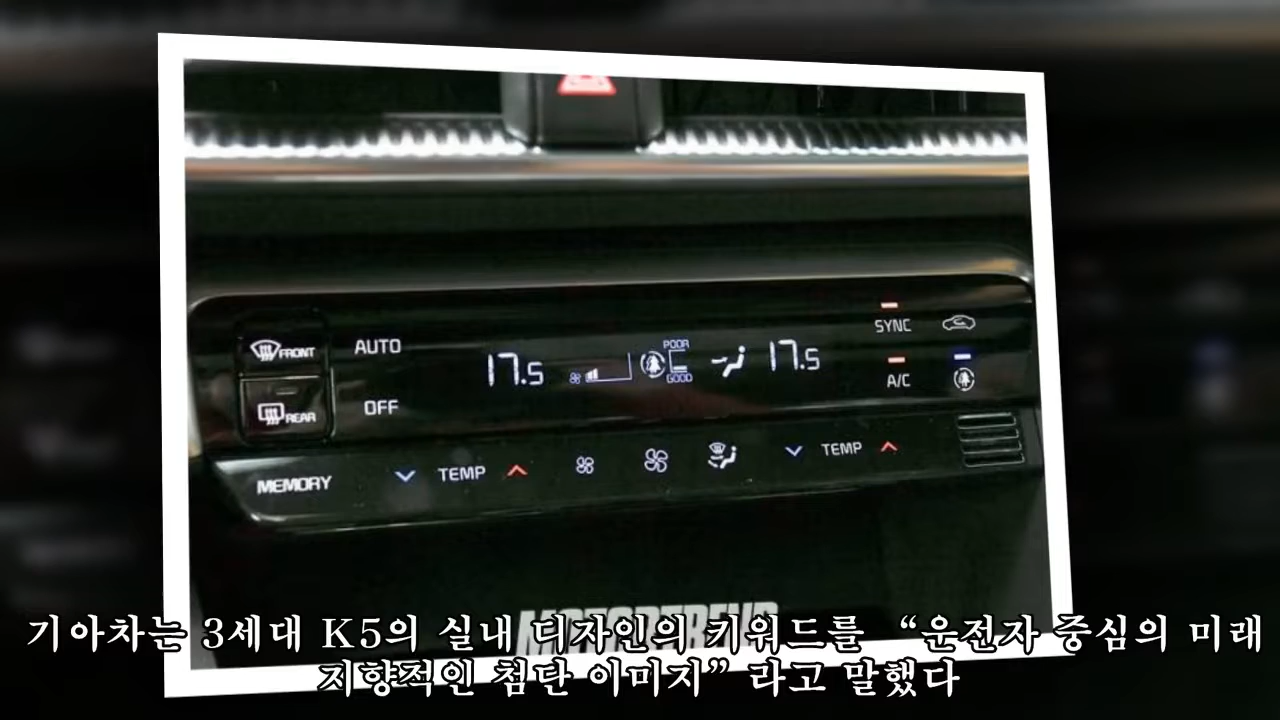 FRONT
AUTO
17.5
POOR
GOOD
17.5
SYNC
A/C
REAR
OFF
MEMORY
TEMP
TEMP
MOTORTREND
기아차는 3세대 K5의 실내 디자인의 키워드를 “운전자 중심의 미래
지향적인 첨단 이미지” 라고 말했다